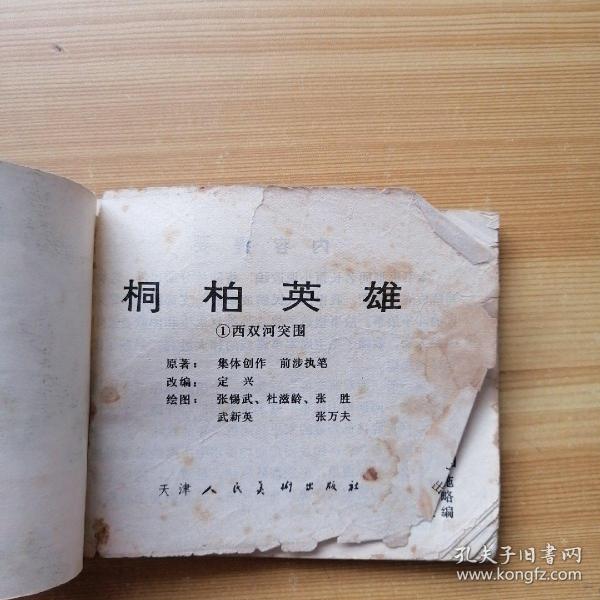 桐柏英雄
①西双河突围
原著：集体创作 前涉执笔
改编：定 兴
绘图：张锡武、杜滋龄、张 胜
武新英 张万夫
天津人民美术出版社
略编
孔夫子旧书网
www.kongfz.com